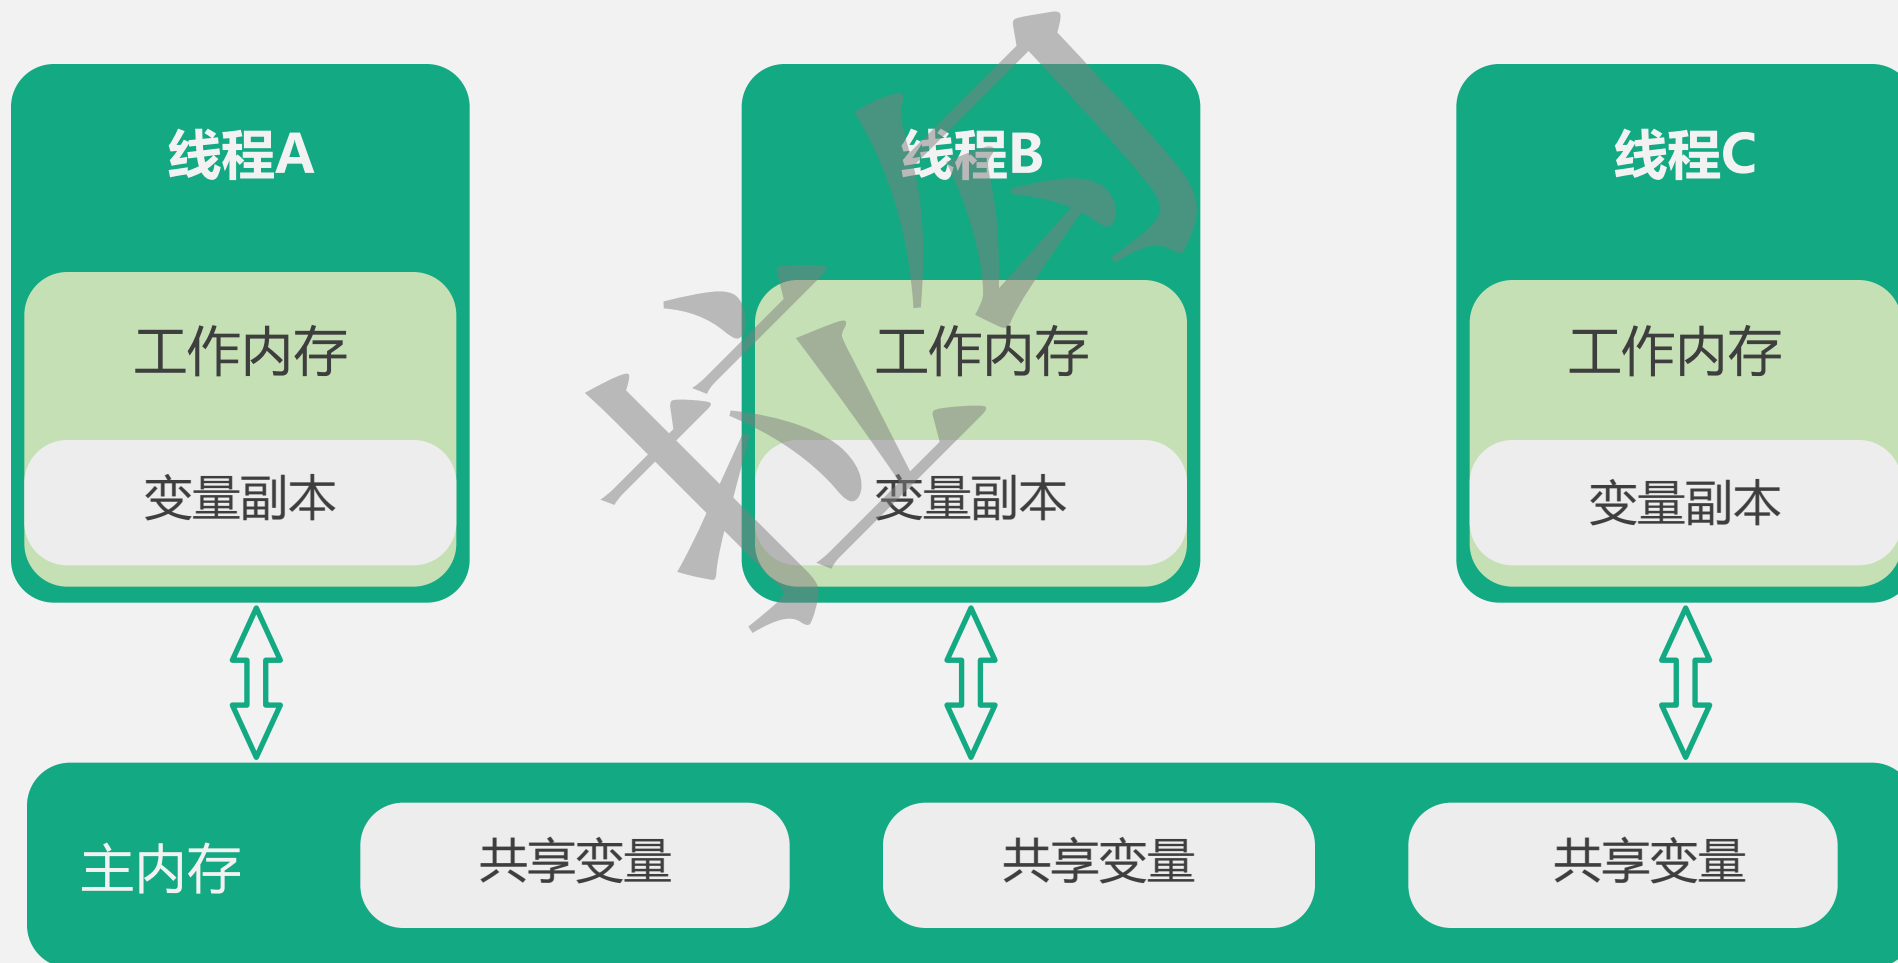 线程A
线程B
线程C
工作内存
工作内存
工作内存
变量副本
变量副本
变量副本
主内存
共享变量
共享变量
共享变量